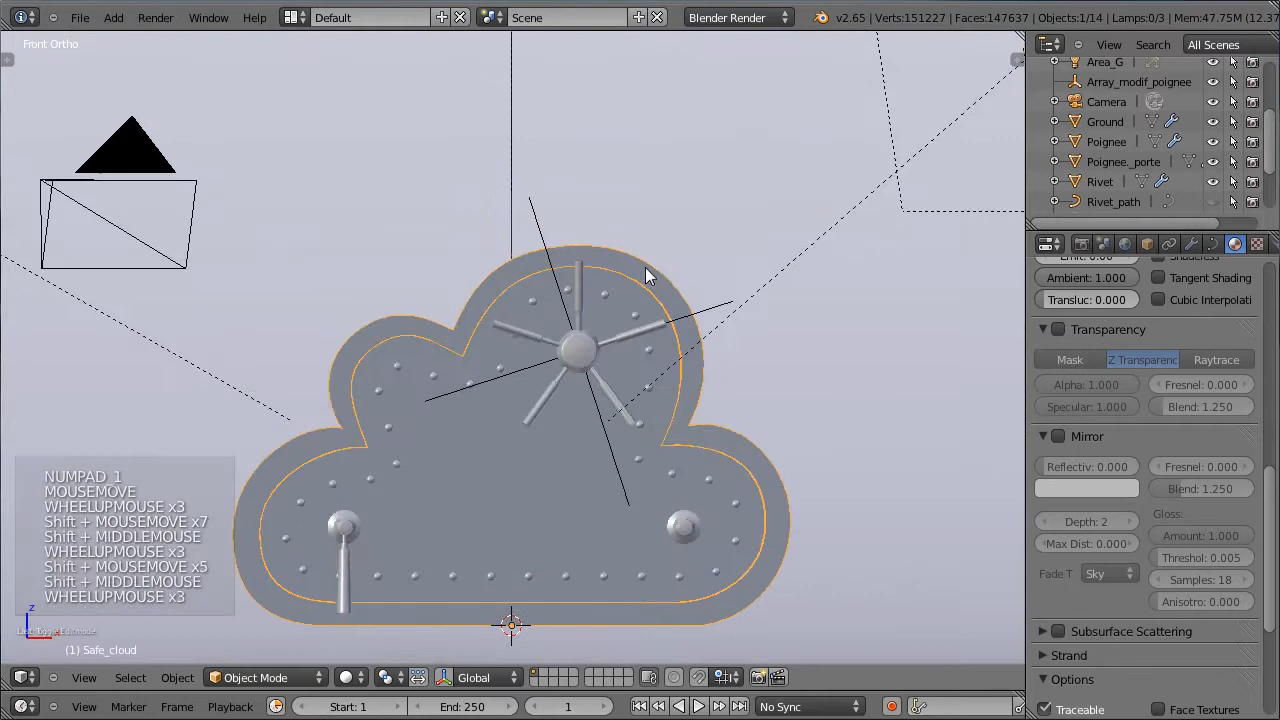 File Add Render Window Help Default Scene Blender Render v2.65 | Verts:151227 | Faces:147637 | Objects:1/14 | Lamps:0/3 | Mem:47.75M (12.37
Front Ortho
View Search All Scenes
Area_G
Array_modif_poignee
Camera
Ground
Poignee
Poignee._porte
Rivet
Rivet_path
Ambient: 1.000 Tangent Shading
Transluc: 0.000 Cubic Interpolati
Transparency
Mask Z Transparenc Raytrace
Alpha: 1.000 Fresnel: 0.000
Specular: 1.000 Blend: 1.250
Mirror
Reflectiv: 0.000 Fresnel: 0.000
Blend: 1.250
Gloss:
Depth: 2 Amount: 1.000
Max Dist: 0.000 Threshol: 0.005
Fade T Sky Samples: 18
Anisotro: 0.000
Subsurface Scattering
Strand
Options
Traceable Face Textures
NUMPAD 1
MOUSEMOVE
WHEELUPMOUSE x3
Shift + MOUSEMOVE x7
Shift + MIDDLEMOUSE
WHEELUPMOUSE x3
Shift + MOUSEMOVE x5
Shift + MIDDLEMOUSE
WHEELUPMOUSE x3
z
(1) Safe_cloud
View Select Object Object Mode Global
View Marker Frame Playback Start: 1 End: 250 1 No Sync